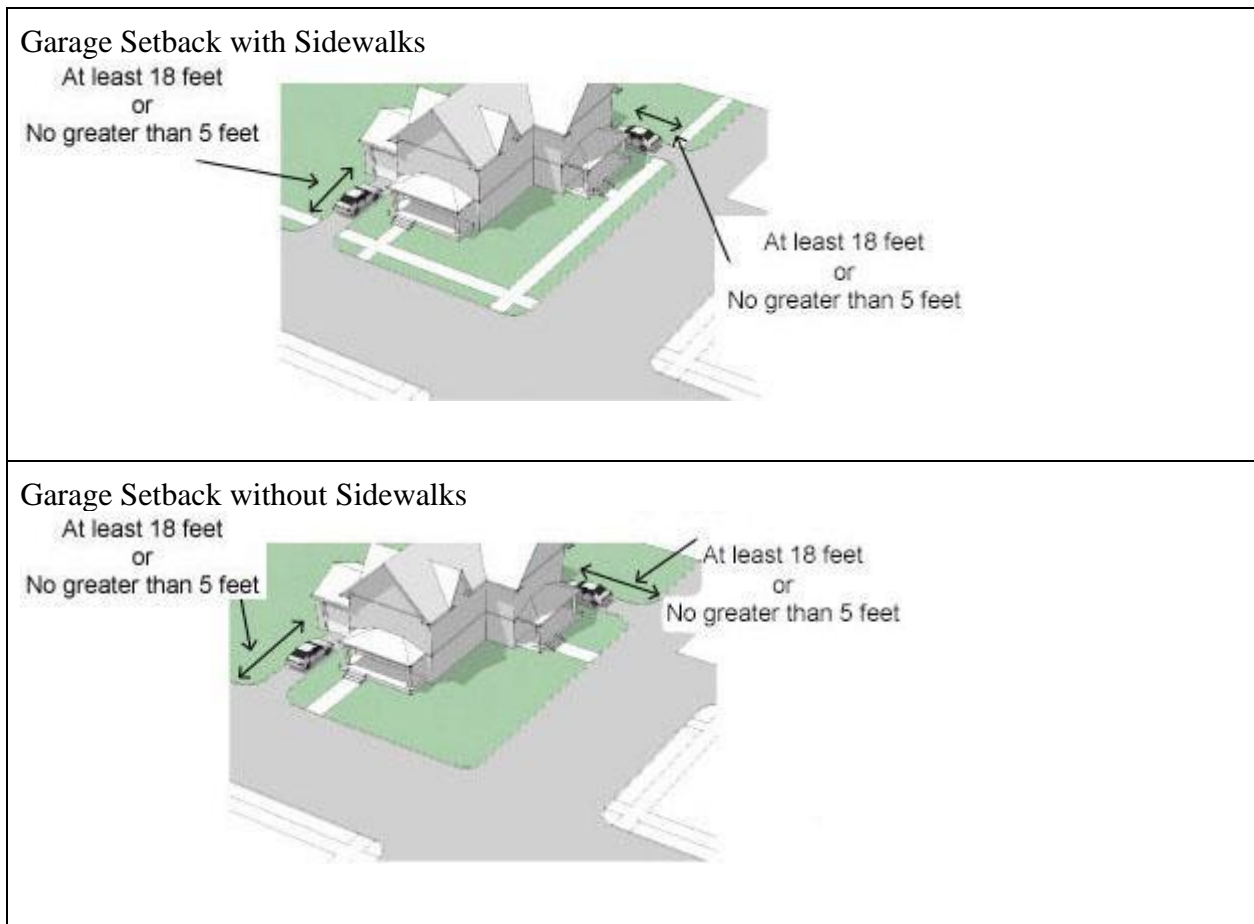 Garage Setback with Sidewalks
At least 18 feet
or
No greater than 5 feet
At least 18 feet
or
No greater than 5 feet
Garage Setback without Sidewalks
At least 18 feet
or
No greater than 5 feet
At least 18 feet
or
No greater than 5 feet